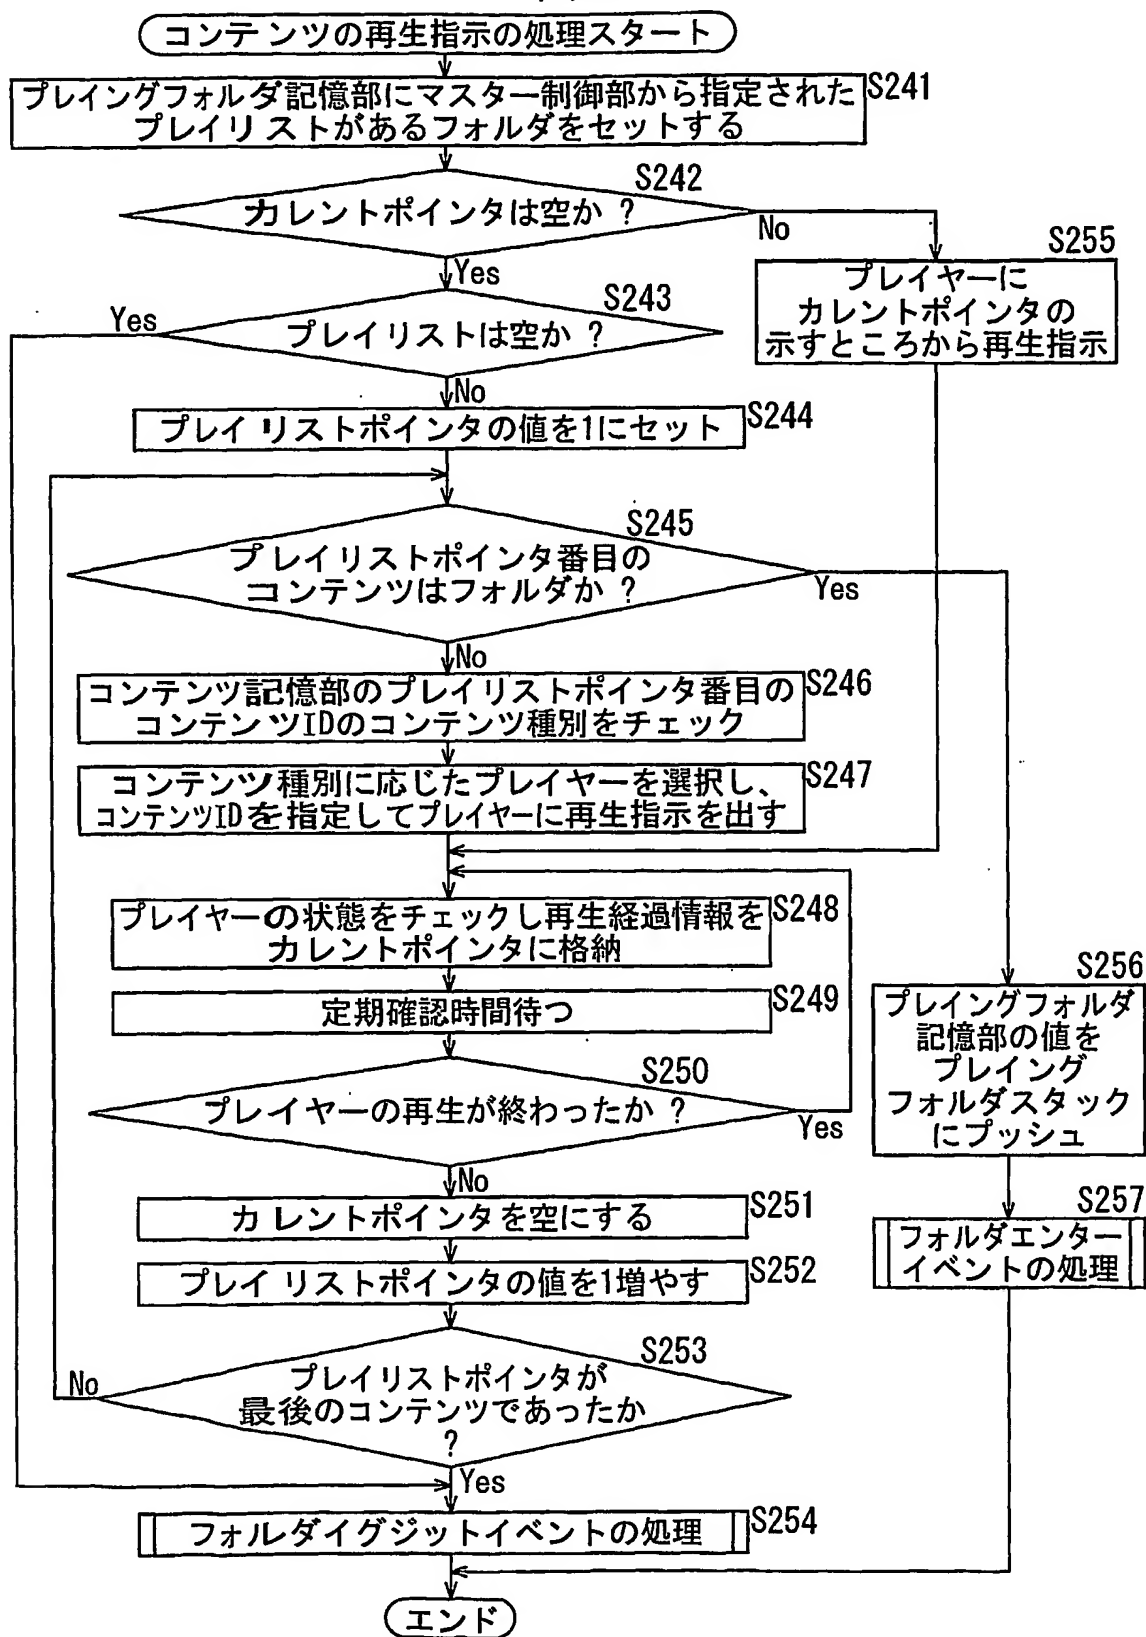 コンテンツの再生指示の処理スタート
プレイングフォルダ記憶部にマスター制御部から指定された
プレイリストがあるフォルダをセットする
S241
S242
カレントポインタは空か?
No
Yes
S255
プレイヤーに
カレントポインタの
示すところから再生指示
S243
プレイリストは空か?
Yes
No
プレイリストポインタの値を1にセット
S244
S245
プレイリストポインタ番目の
コンテンツはフォルダか?
Yes
No
コンテンツ記憶部のプレイリストポインタ番目の
コンテンツIDのコンテンツ種別をチェック
S246
コンテンツ種別に応じたプレイヤーを選択し、
コンテンツIDを指定してプレイヤーに再生指示を出す
S247
プレイヤーの状態をチェックし再生経過情報を
カレントポインタに格納
S248
定期確認時間待つ
S249
S250
プレイヤーの再生が終わったか?
Yes
No
S256
プレイングフォルダ
記憶部の値を
プレイング
フォルダスタック
にプッシュ
カレントポインタを空にする
S251
S257
フォルダエンター
イベントの処理
プレイリストポインタの値を1増やす
S252
S253
プレイリストポインタが
最後のコンテンツであったか
?
No
Yes
フォルダイグジットイベントの処理
S254
エンド